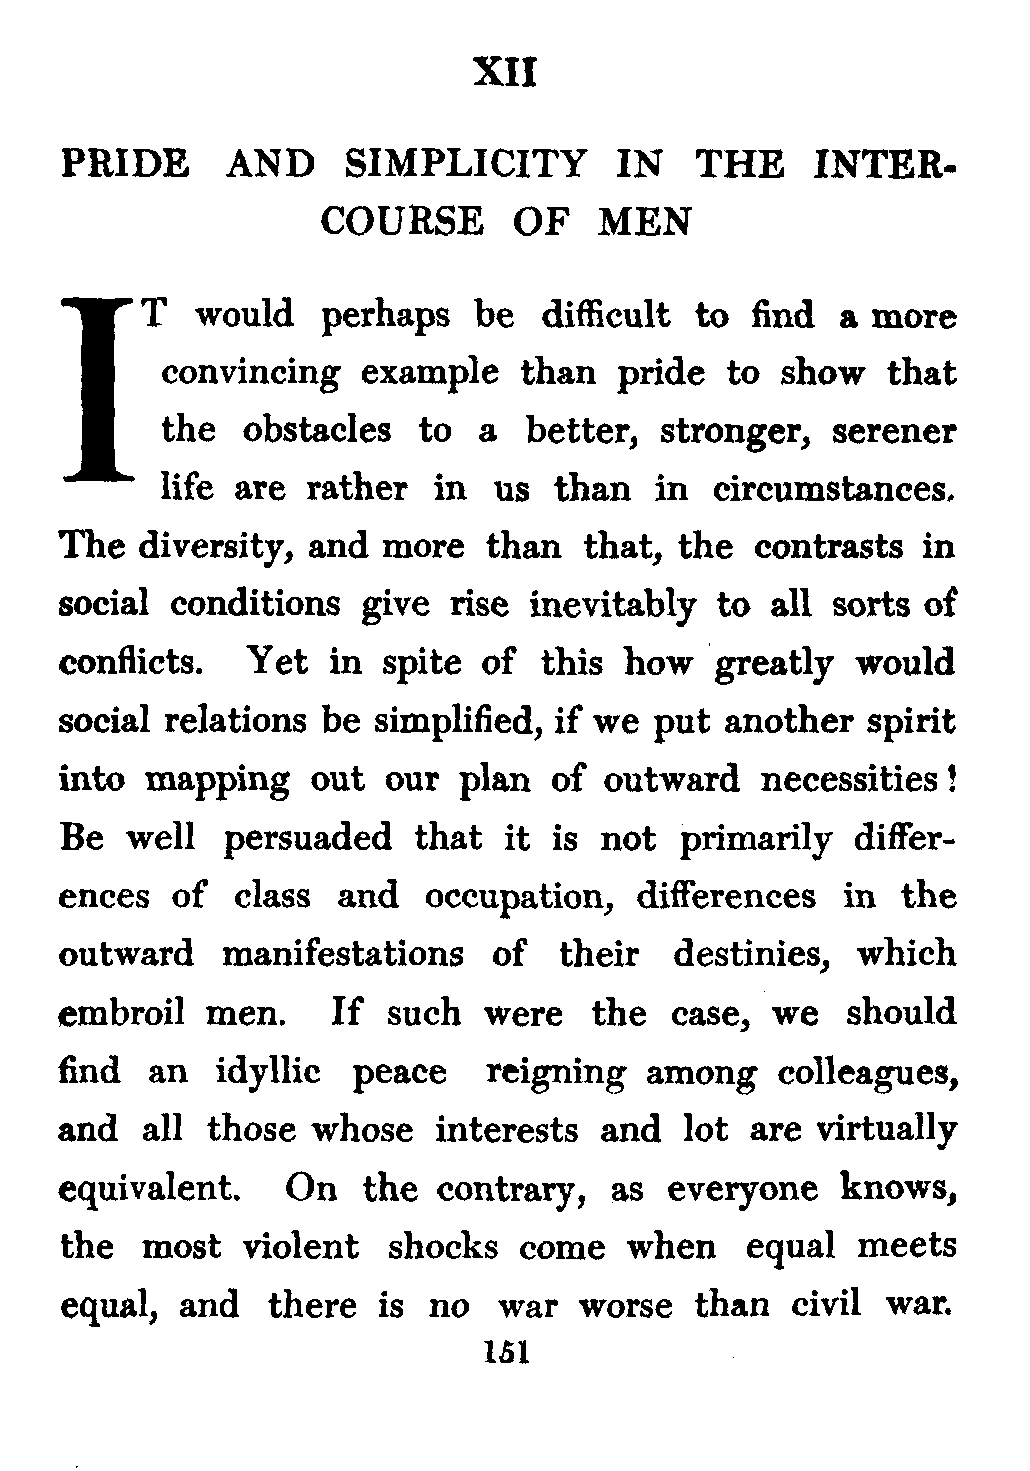 XII
PRIDE AND SIMPLICITY IN THE INTER-
COURSE OF MEN
IT would perhaps be difficult to find a more
convincing example than pride to show that
the obstacles to a better, stronger, serener
life are rather in us than in circumstances.
The diversity, and more than that, the contrasts in
social conditions give rise inevitably to all sorts of
conflicts. Yet in spite of this how greatly would
social relations be simplified, if we put another spirit
into mapping out our plan of outward necessities!
Be well persuaded that it is not primarily differ-
ences of class and occupation, differences in the
outward manifestations of their destinies, which
embroil men. If such were the case, we should
find an idyllic peace reigning among colleagues,
and all those whose interests and lot are virtually
equivalent. On the contrary, as everyone knows,
the most violent shocks come when equal meets
equal, and there is no war worse than civil war.
151